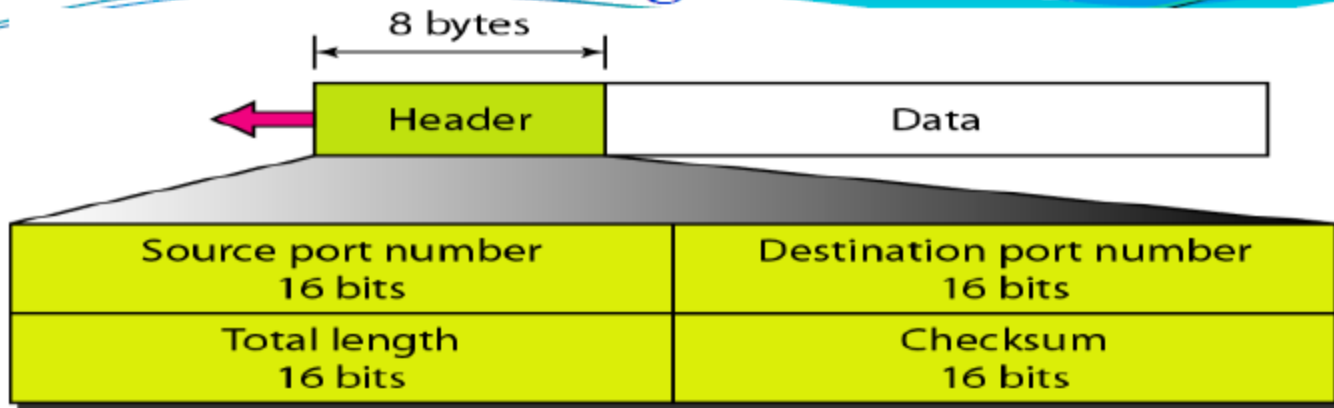 8 bytes
Header
Data
Source port number
16 bits
Destination port number
16 bits
Total length
16 bits
Checksum
16 bits